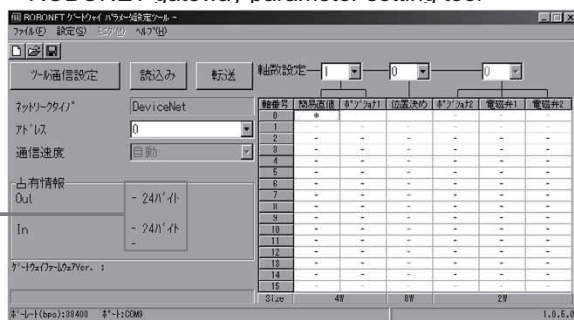 ROBONET gateway parameter setting tool
ROBONET ｹﾞｰﾄｳｪｲ ﾊﾟﾗﾒｰﾀ設定ﾂｰﾙ -
ﾌｧｲﾙ(F) 設定(S) ﾍﾙﾌﾟ(H)
ﾂｰﾙ通信設定 読込み 転送 軸数設定 1 0 0
ﾈｯﾄﾜｰｸﾀｲﾌﾟ DeviceNet
ｱﾄﾞﾚｽ 0
通信速度 自動
占有情報
Out - 24ﾊﾞｲﾄ
In - 24ﾊﾞｲﾄ
-
ｹﾞｰﾄｳｪｲﾌｧｰﾑｳｪｱVer. :
軸番号 簡易直値 ﾎﾟｼﾞｼｮﾅ1 位置決め ﾎﾟｼﾞｼｮﾅ2 電磁弁1 電磁弁2
0 * - - -
1 - - - - - -
2 - - - - - -
3 - - - - - -
4 - - - - - -
5 - - - - - -
6 - - - - - -
7 - - - - - -
8 - - - - - -
9 - - - - - -
10 - - - - - -
11 - - - - - -
12 - - - - - -
13 - - - - - -
14 - - - - - -
15 - - - - - -
Size 4W 8W 2W
ﾎﾞｰﾚｰﾄ(bps):38400 ﾎﾟｰﾄ:COM9 1.0.5.0